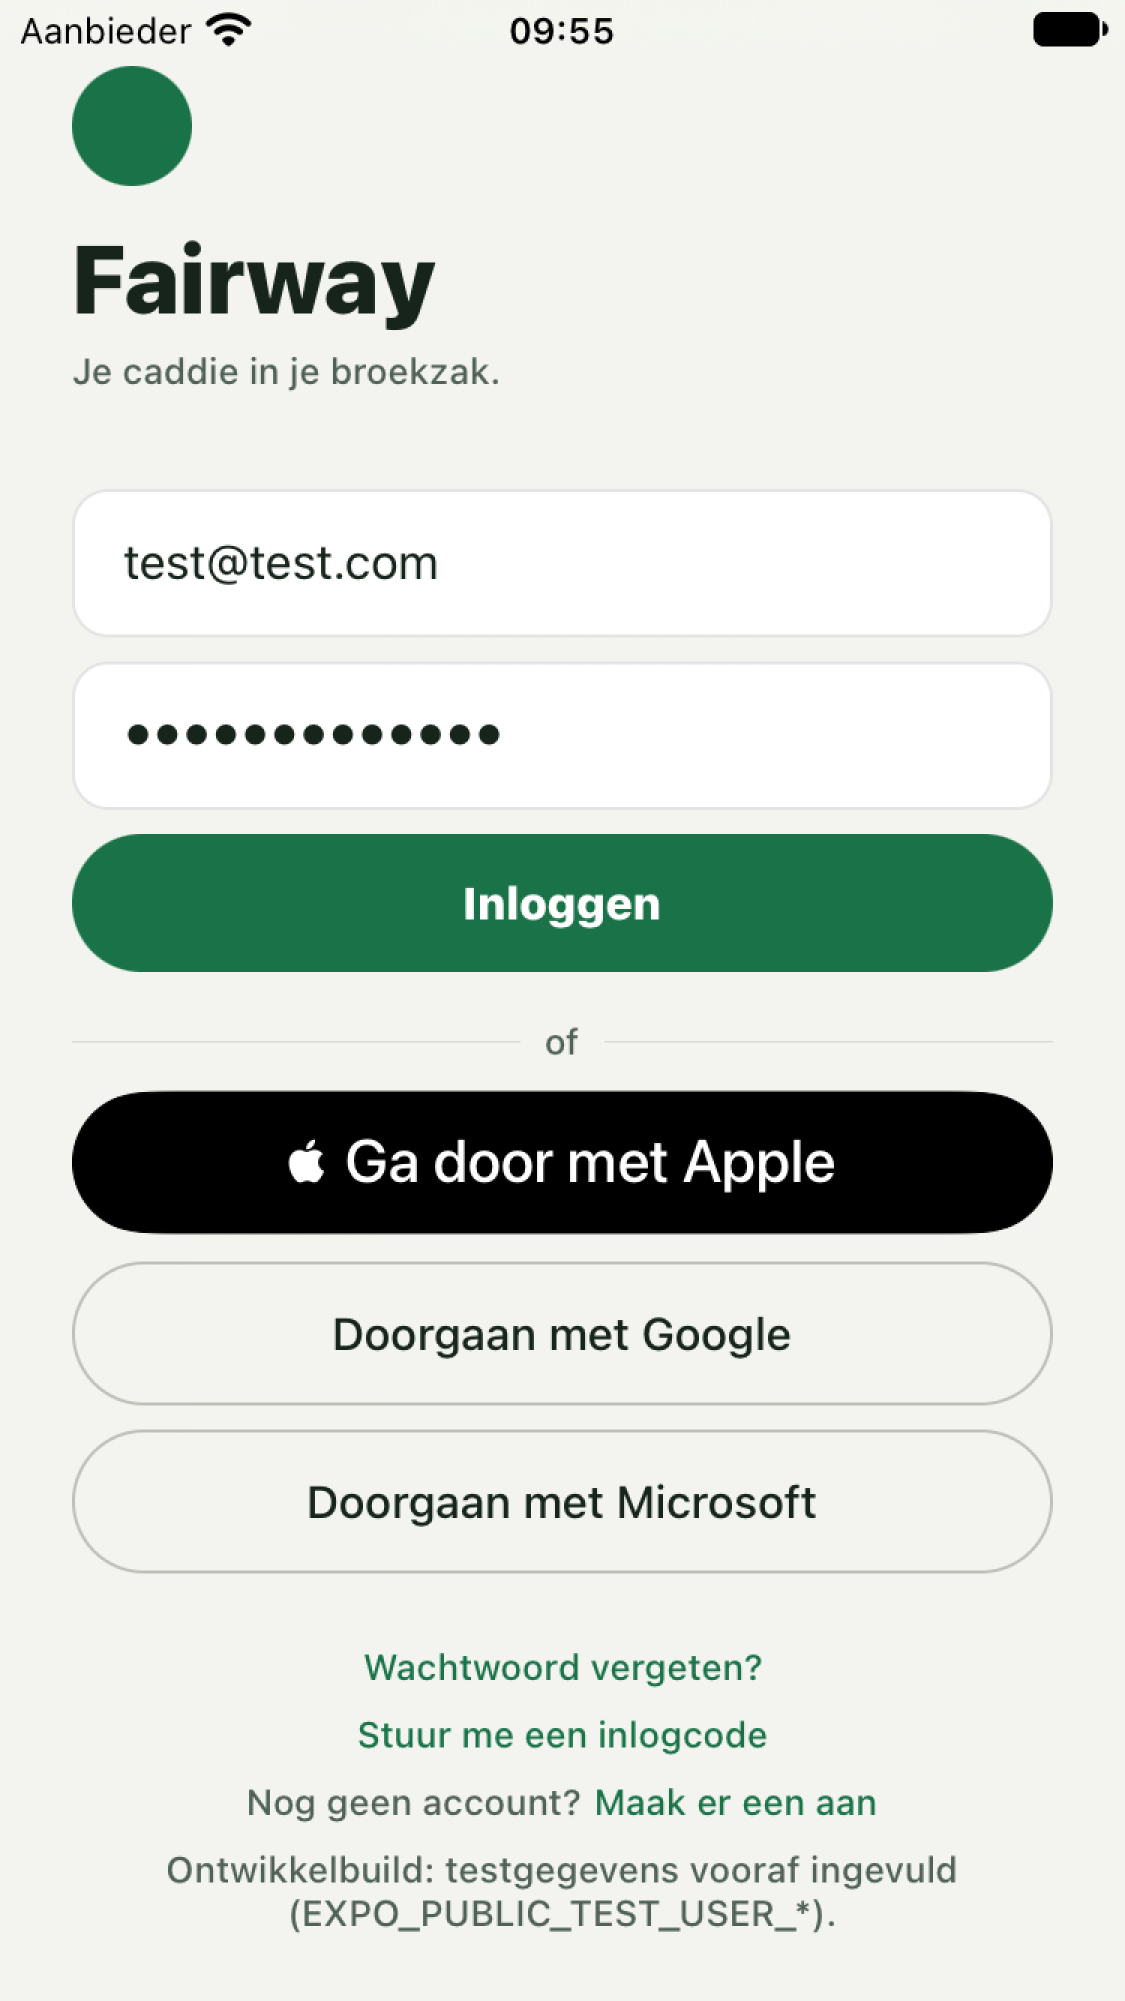 Aanbieder 09:55
Fairway
Je caddie in je broekzak.
test@test.com
•••••••••••••
Inloggen
of
Ga door met Apple
Doorgaan met Google
Doorgaan met Microsoft
Wachtwoord vergeten?
Stuur me een inlogcode
Nog geen account? Maak er een aan
Ontwikkelbuild: testgegevens vooraf ingevuld
(EXPO_PUBLIC_TEST_USER_*).